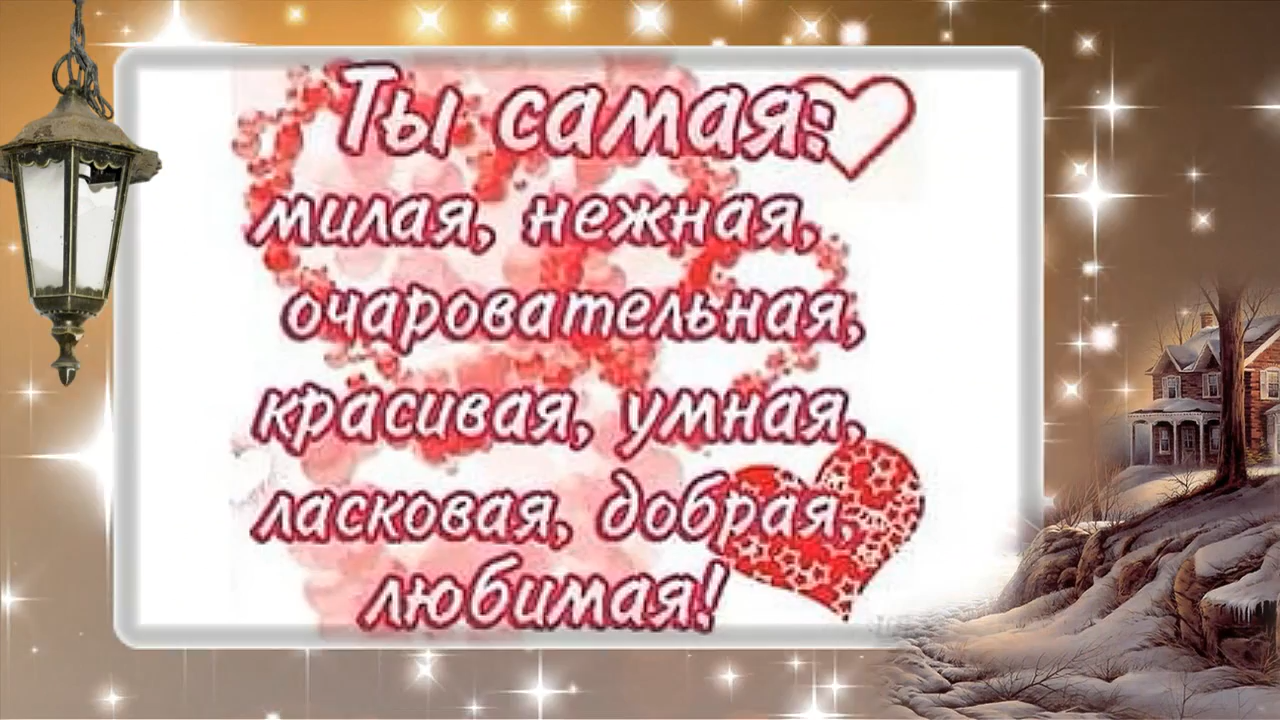 Ты самая:
милая, нежная,
очаровательная,
красивая, умная,
ласковая, добрая,
любимая!